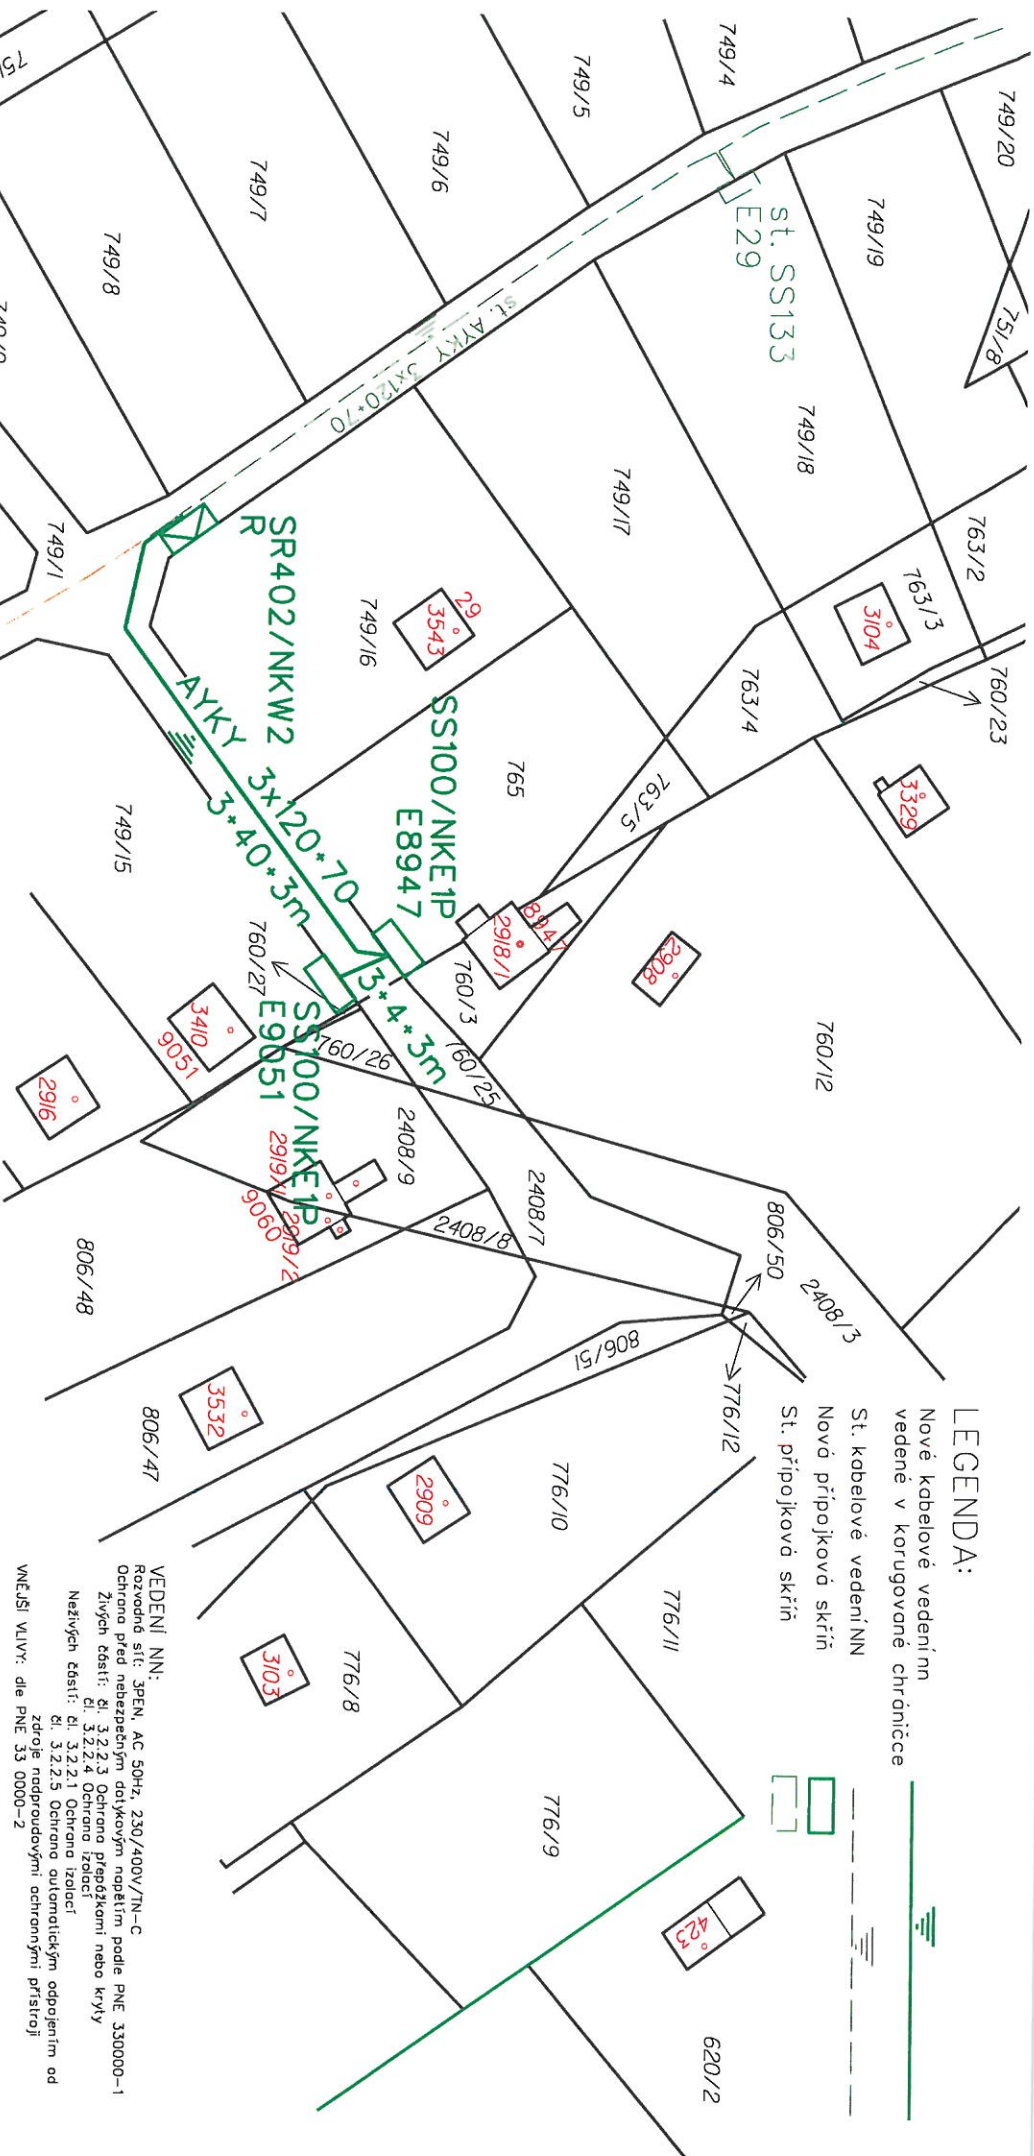 LEGENDA:
Nové kabelové vedení nn
vedené v korugované chráničce
St. kabelové vedení NN
Nová přípojková skříň
St. přípojková skříň
749/20
749/4
749/5
749/6
749/7
749/8
749/19
751/8
749/18
749/17
749/16
749/1
749/15
763/2
763/3
763/4
763/5
760/23
765
760/12
760/3
760/25
760/26
760/27
2408/9
2408/7
2408/8
2408/3
806/50
806/51
806/48
806/47
776/12
776/10
776/11
776/8
776/9
620/2
st. SS133
E29
st. AYKY 3x120+70
SR402/NKW2
R
AYKY 3x120+70
3*40*3m
SS100/NKE1P
E8947
3*4*3m
SS100/NKE1P
E9051
3104
3329
29
3543
8947
2918/1
2908
3410
9051
2916
2919/2
9060
3532
2909
3103
423
VEDENÍ NN:
Rozvodná síť: 3PEN, AC 50Hz, 230/400V/TN-C
Ochrana před nebezpečným dotykovým napětím podle PNE 330000-1
Živých částí: čl. 3.2.2.3 Ochrana přepážkami nebo kryty
čl. 3.2.2.4 Ochrana izolací
Neživých částí: čl. 3.2.2.1 Ochrana izolací
čl. 3.2.2.5 Ochrana automatickým odpojením od
zdroje nadproudovými ochrannými přístroji
VNĚJŠÍ VLIVY: dle PNE 33 0000-2